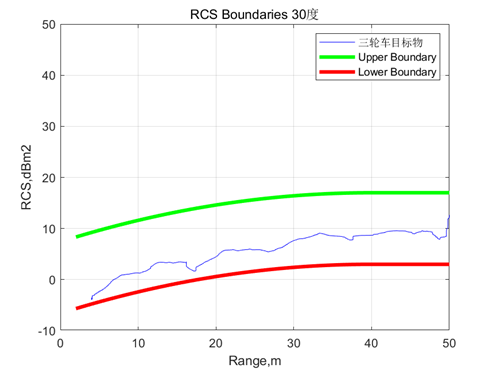 RCS Boundaries 30度
50
40
30
20
10
0
-10
RCS,dBm2
三轮车目标物
Upper Boundary
Lower Boundary
0
10
20
30
40
50
Range,m